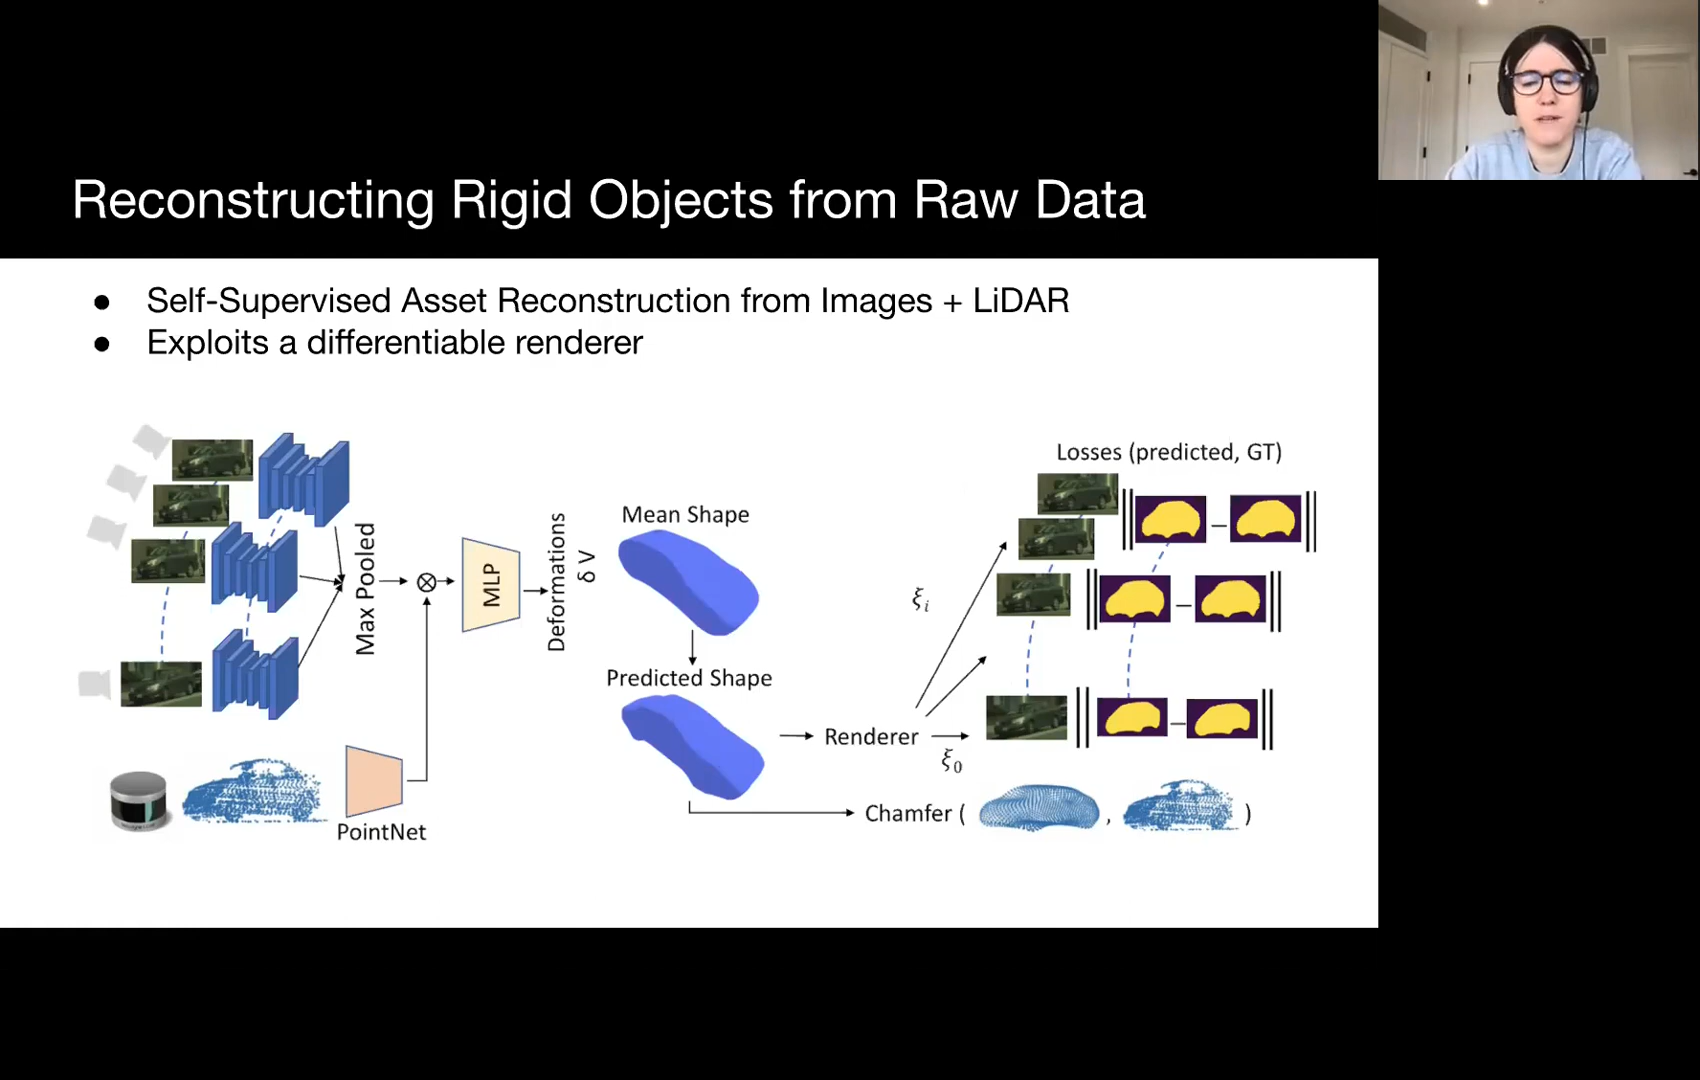 Reconstructing Rigid Objects from Raw Data
● Self-Supervised Asset Reconstruction from Images + LiDAR
● Exploits a differentiable renderer
Max Pooled
⊗
MLP
Deformations
δ V
PointNet
Mean Shape
Predicted Shape
Renderer
ξi
ξ0
Losses (predicted, GT)
Chamfer ( , )